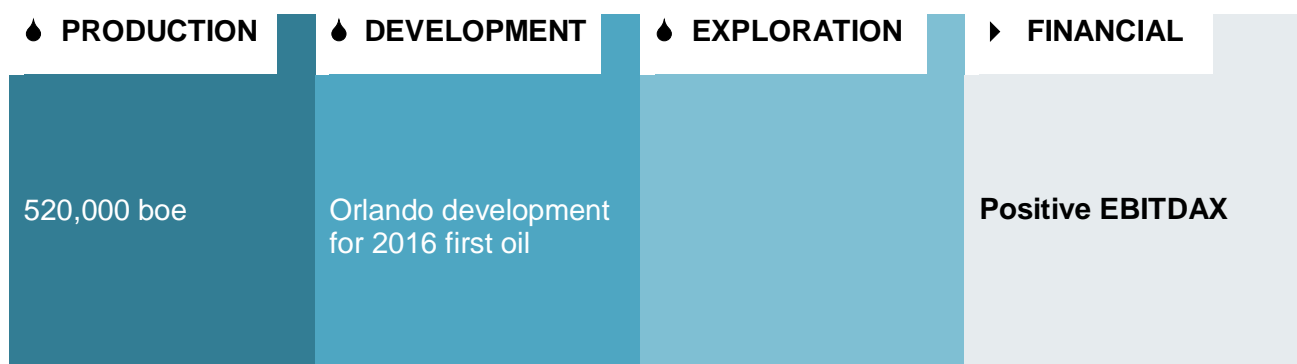 PRODUCTION
DEVELOPMENT
EXPLORATION
FINANCIAL
520,000 boe
Orlando development
for 2016 first oil
Positive EBITDAX